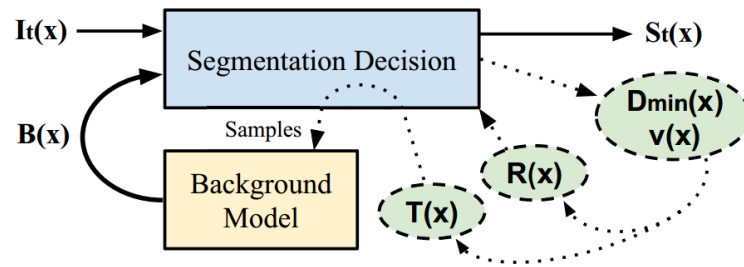 It(x)
Segmentation Decision
St(x)
Dmin(x)
v(x)
B(x)
Samples
Background
Model
T(x)
R(x)